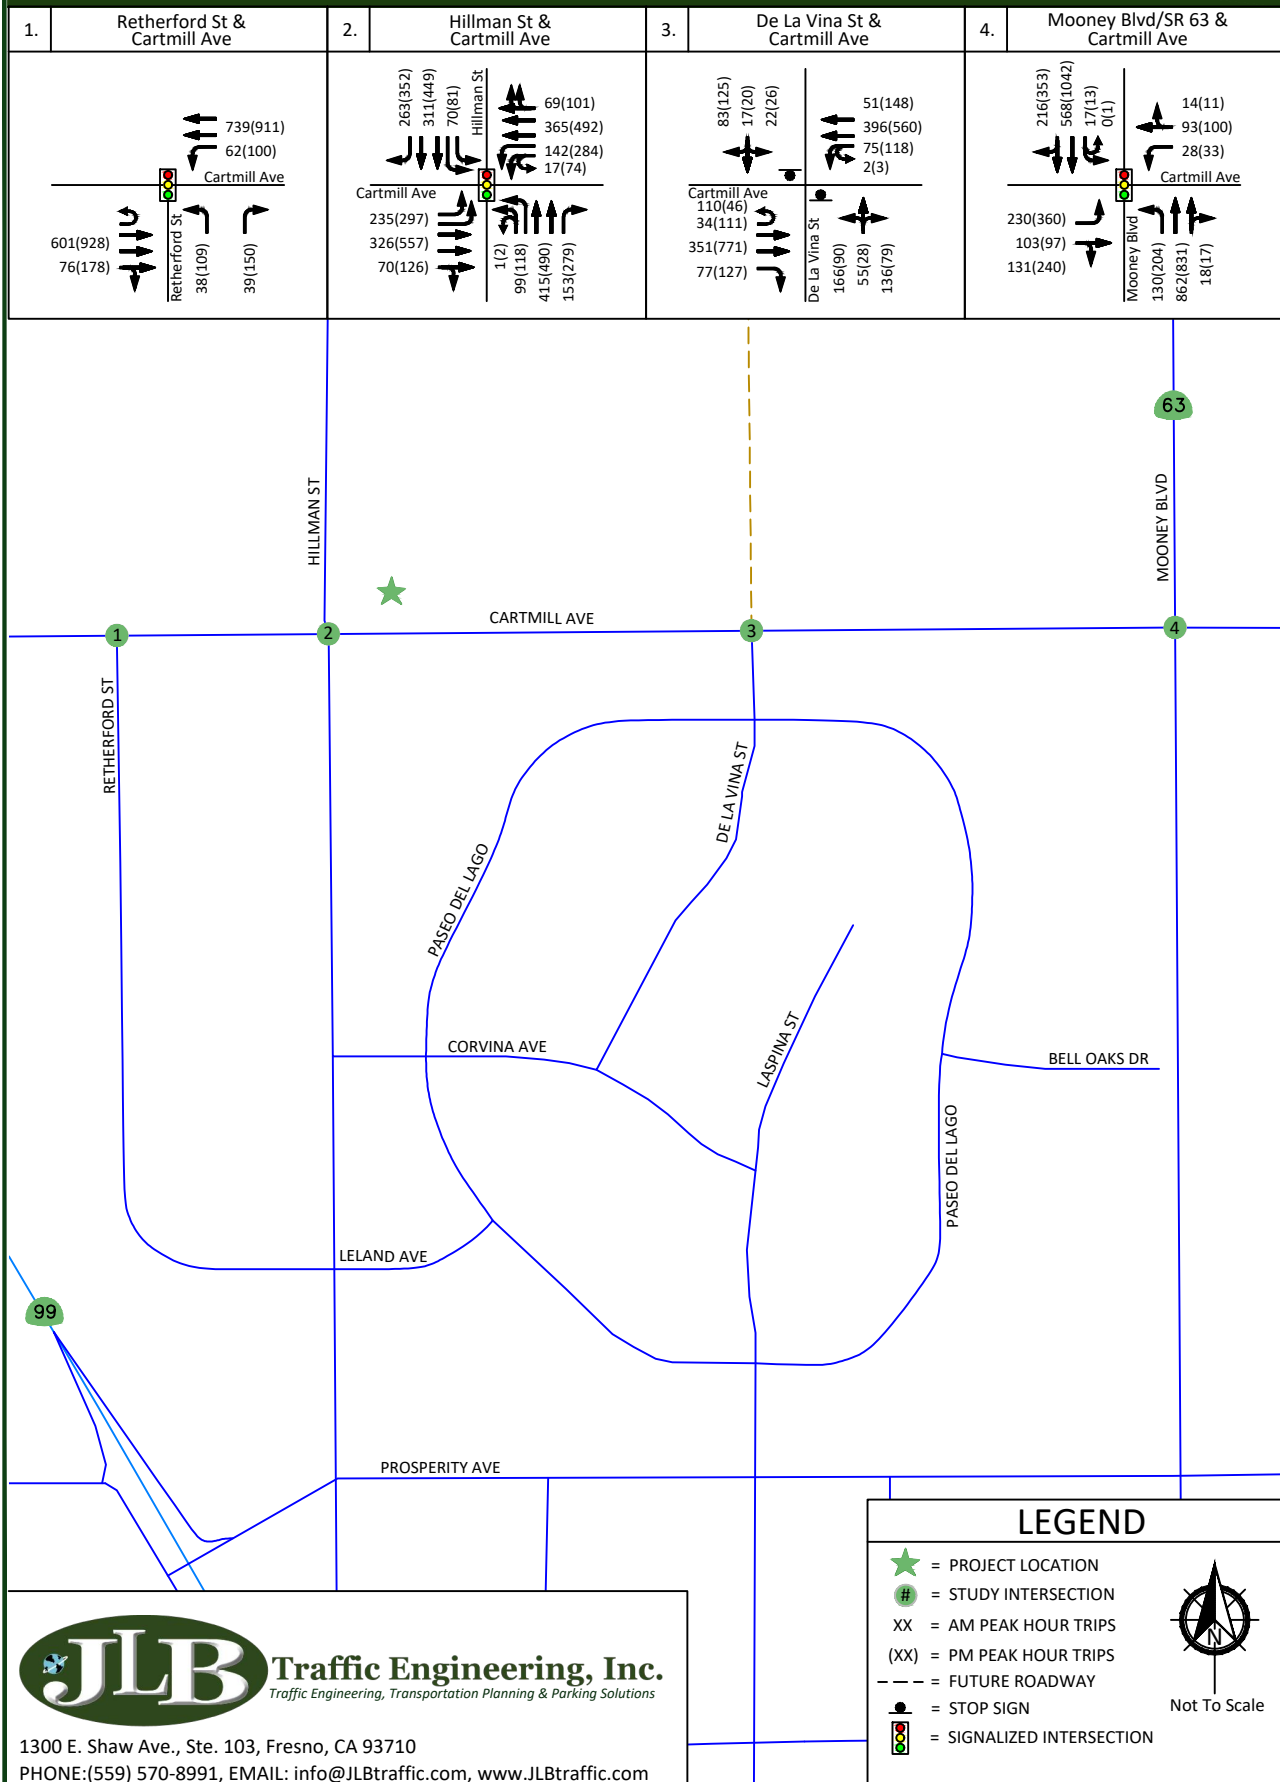 1.
Retherford St &
Cartmill Ave
739(911)
62(100)
Cartmill Ave
601(928)
76(178)
Retherford St
38(109)
39(150)
2.
Hillman St &
Cartmill Ave
263(352)
311(449)
70(81)
Hillman St
69(101)
365(492)
142(284)
17(74)
Cartmill Ave
235(297)
326(557)
70(126)
1(2)
99(118)
415(490)
153(279)
3.
De La Vina St &
Cartmill Ave
83(125)
17(20)
22(26)
51(148)
396(560)
75(118)
2(3)
Cartmill Ave
110(46)
34(111)
351(771)
77(127)
De La Vina St
166(90)
55(28)
136(79)
4.
Mooney Blvd/SR 63 &
Cartmill Ave
216(353)
568(1042)
17(13)
0(1)
14(11)
93(100)
28(33)
Cartmill Ave
230(360)
103(97)
131(240)
Mooney Blvd
130(204)
862(831)
18(17)
63
HILLMAN ST
MOONEY BLVD
CARTMILL AVE
1
2
3
4
RETHERFORD ST
DE LA VINA ST
PASEO DEL LAGO
LASPINA ST
CORVINA AVE
BELL OAKS DR
PASEO DEL LAGO
LELAND AVE
99
PROSPERITY AVE
LEGEND
= PROJECT LOCATION
# = STUDY INTERSECTION
XX = AM PEAK HOUR TRIPS
(XX) = PM PEAK HOUR TRIPS
= FUTURE ROADWAY
= STOP SIGN
= SIGNALIZED INTERSECTION
N
Not To Scale
JLB
Traffic Engineering, Inc.
Traffic Engineering, Transportation Planning & Parking Solutions
1300 E. Shaw Ave., Ste. 103, Fresno, CA 93710
PHONE:(559) 570-8991, EMAIL: info@JLBtraffic.com, www.JLBtraffic.com